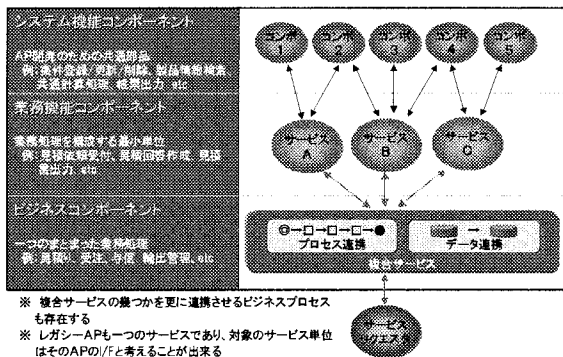 システム機能コンポーネント
AP開発のための共通部品
例：案件登録/更新/削除、製品情報検索
共通計算処理、帳票出力、etc
業務機能コンポーネント
業務処理を構成する最小単位
例：見積依頼受付、見積回答作成、見積
書出力、etc
ビジネスコンポーネント
一つのまとまった業務処理
例：見積り、受注、手配、輸出管理、etc
コンポ
1
コンポ
2
コンポ
3
コンポ
4
コンポ
5
サービス
A
サービス
B
サービス
C
プロセス連携
データ連携
複合サービス
サービス
リクエスタ
※ 複合サービスの幾つかを更に連携させるビジネスプロセス
も存在する
※ レガシーAPも一つのサービスであり、対象のサービス単位
はそのAPのI/Fと考えることが出来る